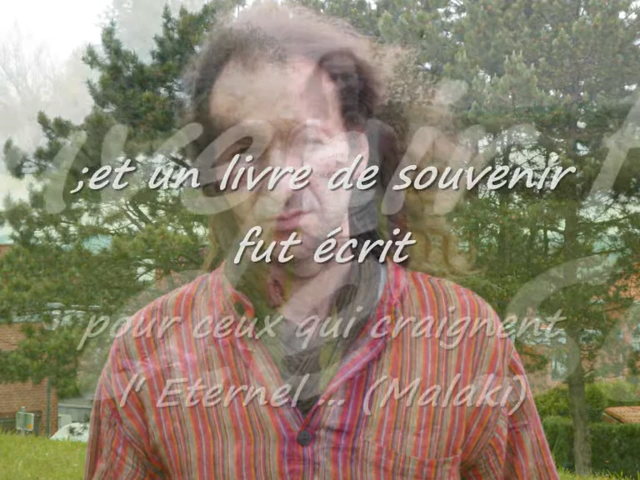 ;et un livre de souvenir
fut écrit
pour ceux qui craignent
l' Eternel ... (Malaki)